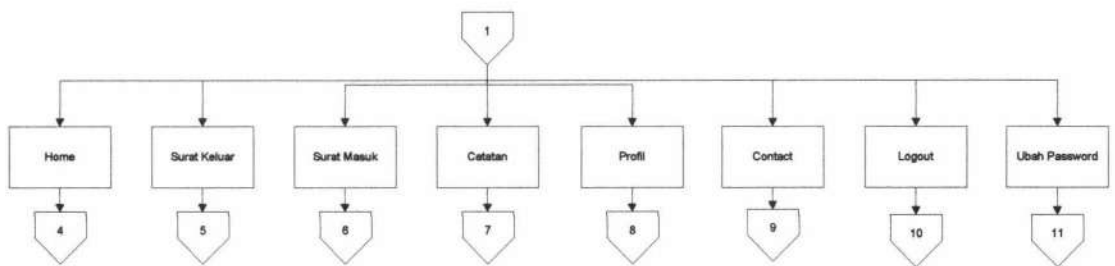 1
Home
Surat Keluar
Surat Masuk
Catatan
Profil
Contact
Logout
Ubah Password
4
5
6
7
8
9
10
11